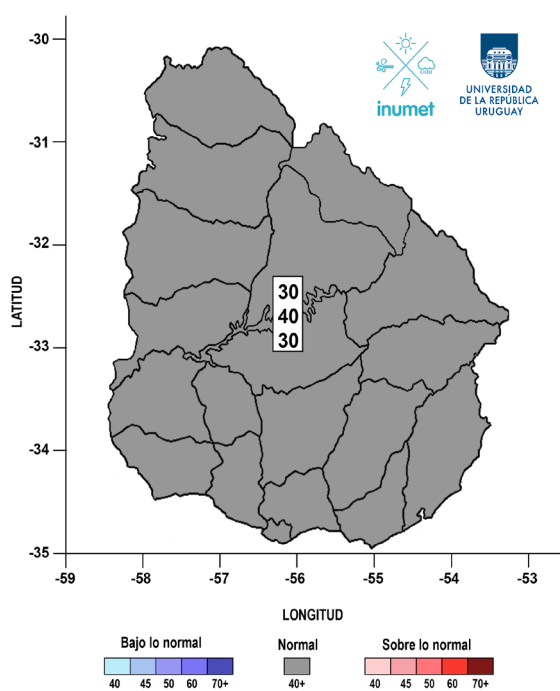 -30
-31
-32
-33
-34
-35
LATITUD
inumet
UNIVERSIDAD
DE LA REPÚBLICA
URUGUAY
30
40
30
-59 -58 -57 -56 -55 -54 -53
LONGITUD
Bajo lo normal Normal Sobre lo normal
40 45 50 60 70+ 40+ 40 45 50 60 70+